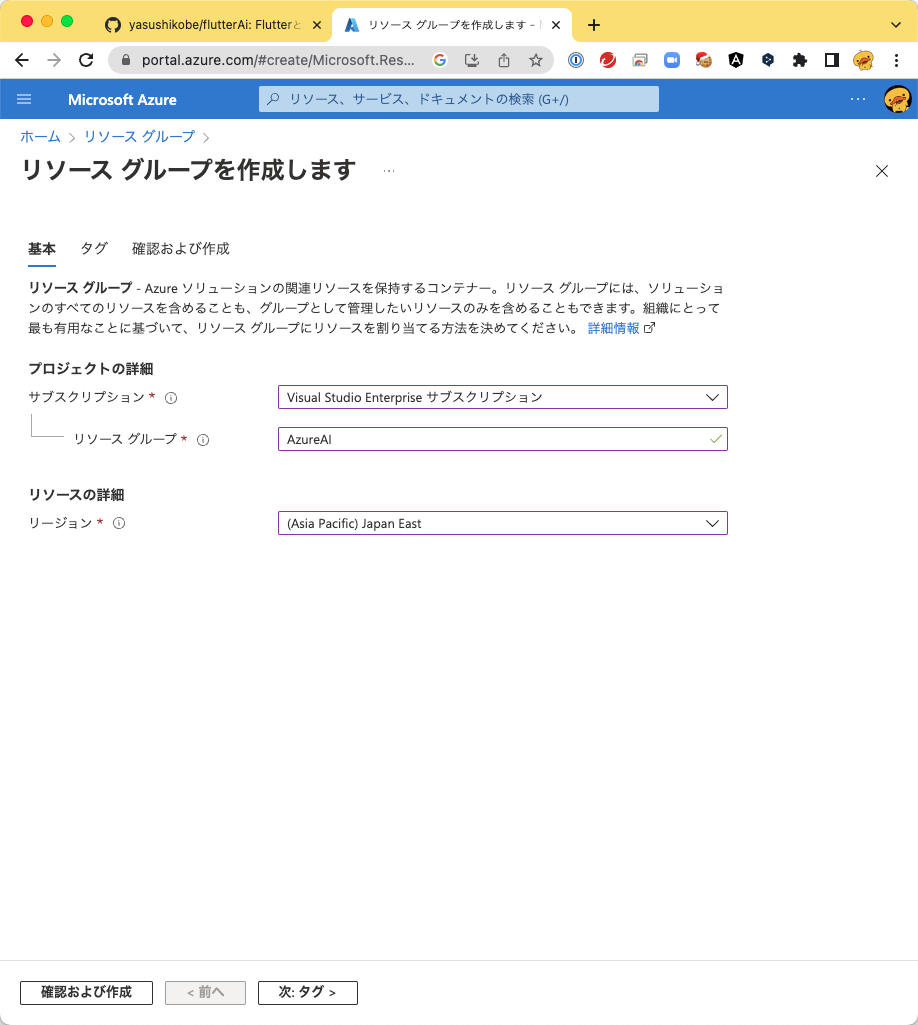 yasushikobe/flutterAi: Flutterと
リソース グループを作成します - M
portal.azure.com/#create/Microsoft.Res...
Microsoft Azure
リソース、サービス、ドキュメントの検索 (G+/)
ホーム > リソース グループ >
リソース グループを作成します ...
基本 タグ 確認および作成
リソース グループ - Azure ソリューションの関連リソースを保持するコンテナー。リソース グループには、ソリューショ
ンのすべてのリソースを含めることも、グループとして管理したいリソースのみを含めることもできます。組織にとって
最も有用なことに基づいて、リソース グループにリソースを割り当てる方法を決めてください。 詳細情報
プロジェクトの詳細
サブスクリプション * Visual Studio Enterprise サブスクリプション
リソース グループ * AzureAI
リソースの詳細
リージョン * (Asia Pacific) Japan East
確認および作成 < 前へ 次: タグ >